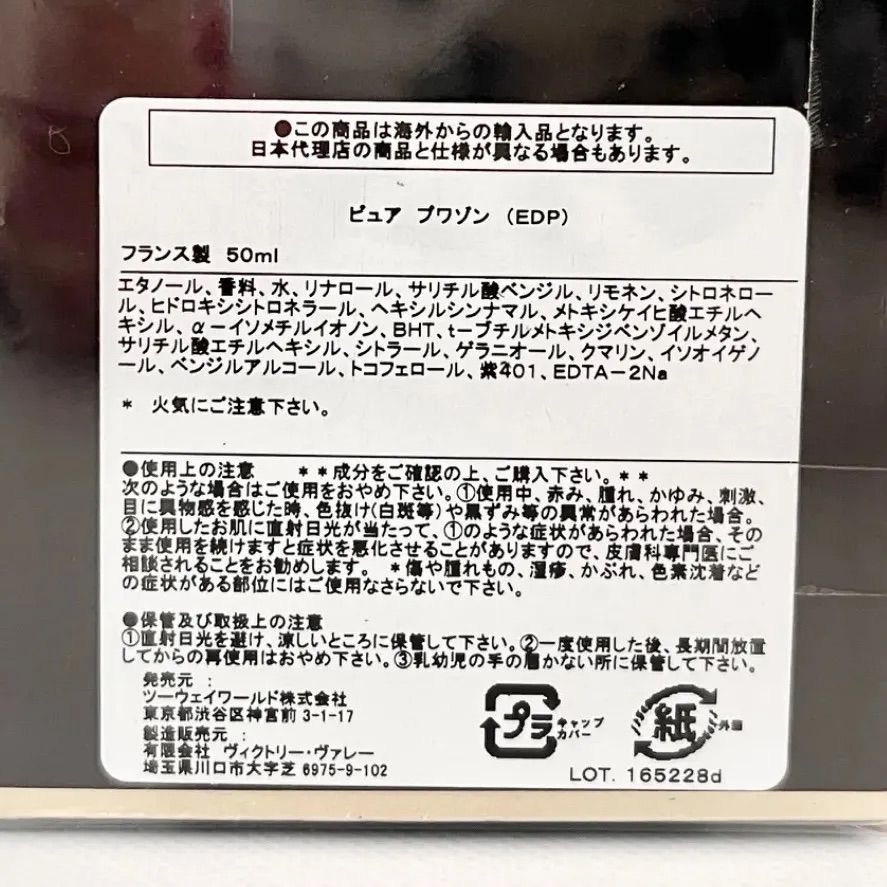 ●この商品は海外からの輸入品となります。
日本代理店の商品と仕様が異なる場合もあります。
ピュア プワゾン (EDP)
フランス製 50ml
エタノール、香料、水、リナロール、サリチル酸ベンジル、リモネン、シトロネロー
ル、ヒドロキシシトロネラール、ヘキシルシンナマル、メトキシケイヒ酸エチルヘ
キシル、α-イソメチルイオノン、BHT、t-ブチルメトキシジベンゾイルメタン、
サリチル酸エチルヘキシル、シトラール、ゲラニオール、クマリン、イソオイゲノ
ール、ベンジルアルコール、トコフェロール、紫401、EDTA-2Na
* 火気にご注意下さい。
●使用上の注意 **成分をご確認の上、ご購入下さい。**
次のような場合はご使用をおやめ下さい。①使用中、赤み、腫れ、かゆみ、刺激、
目に異物感を感じた時、色抜け(白斑等)や黒ずみ等の異常があらわれた場合。
②使用したお肌に直射日光が当たって、①のような症状があらわれた場合、その
まま使用を続けますと症状を悪化させることがありますので、皮膚科専門医にご
相談されることをお勧めします。 *傷や腫れもの、湿疹、かぶれ、色素沈着など
の症状がある部位にはご使用なさらないで下さい。
●保管及び取扱上の注意
①直射日光を避け、涼しいところに保管して下さい。②一度使用した後、長期間放置
してからの再使用はおやめ下さい。③乳幼児の手の届かない所に保管して下さい。
発売元：
ツーウェイワールド株式会社
東京都渋谷区神宮前 3-1-17
製造販売元：
有限会社 ヴィクトリー・ヴァレー
埼玉県川口市大字芝 6975-9-102
プラ
キャップ
カバー
紙
外箱
LOT. 165228d